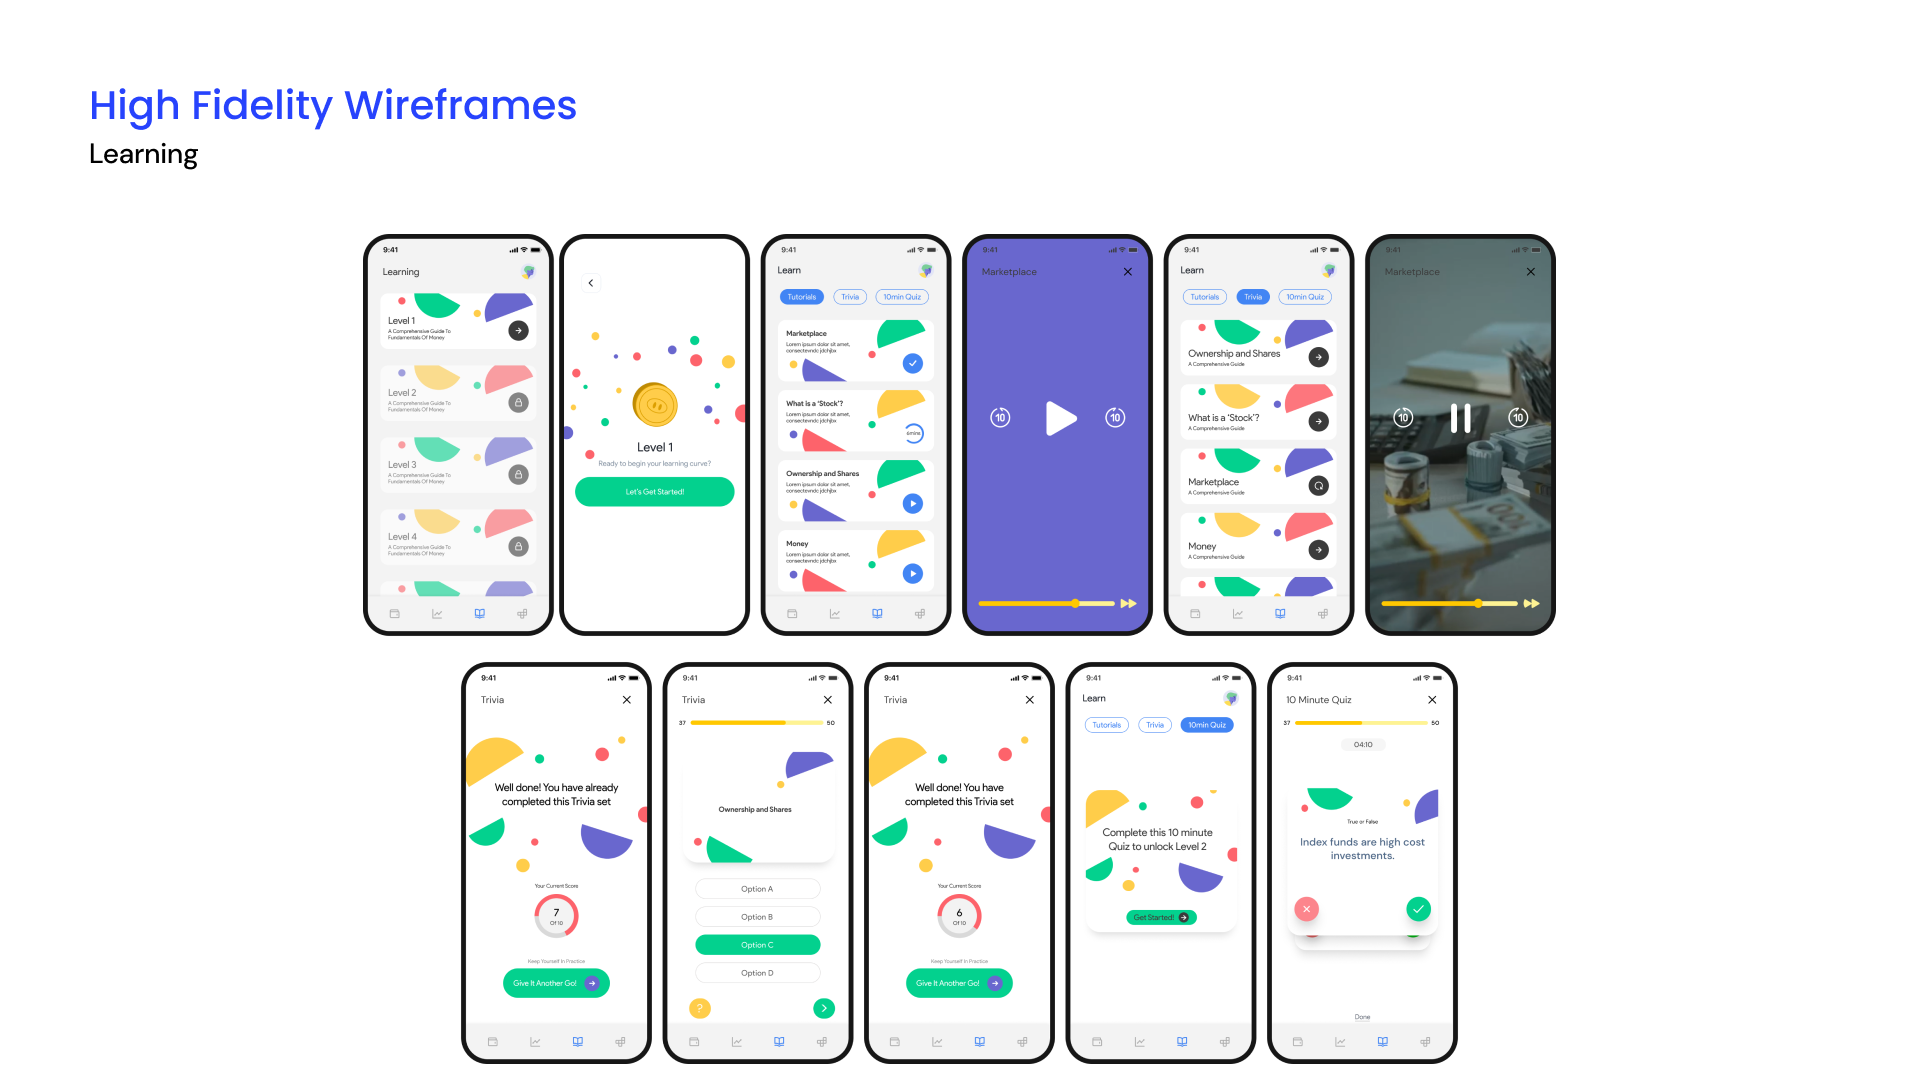 High Fidelity Wireframes
Learning
9:41
Learning
Level 1
A Comprehensive Guide To
Fundamentals Of Money
Level 2
A Comprehensive Guide To
Fundamentals Of Money
Level 3
A Comprehensive Guide To
Fundamentals Of Money
Level 4
A Comprehensive Guide To
Fundamentals Of Money
Level 1
Ready to begin your learning curve?
Let's Get Started!
9:41
Learn
Tutorials
Trivia
10min Quiz
Marketplace
Lorem ipsum dolor sit amet,
consectevndc jdchjbx
What is a 'Stock'?
Lorem ipsum dolor sit amet,
consectevndc jdchjbx
6mins
Ownership and Shares
Lorem ipsum dolor sit amet,
consectevndc jdchjbx
Money
Lorem ipsum dolor sit amet,
consectevndc jdchjbx
9:41
Marketplace
10
10
9:41
Learn
Tutorials
Trivia
10min Quiz
Ownership and Shares
A Comprehensive Guide
What is a 'Stock'?
A Comprehensive Guide
Marketplace
A Comprehensive Guide
Money
A Comprehensive Guide
9:41
Marketplace
10
10
9:41
Trivia
Well done! You have already
completed this Trivia set
Your Current Score
7
Of 10
Keep Yourself In Practice
Give It Another Go!
9:41
Trivia
37
50
Ownership and Shares
Option A
Option B
Option C
Option D
?
9:41
Trivia
Well done! You have
completed this Trivia set
Your Current Score
6
Of 10
Keep Yourself In Practice
Give It Another Go!
9:41
Learn
Tutorials
Trivia
10min Quiz
Complete this 10 minute
Quiz to unlock Level 2
Get Started!
9:41
10 Minute Quiz
37
50
04:10
True or False
Index funds are high cost
investments.
Done